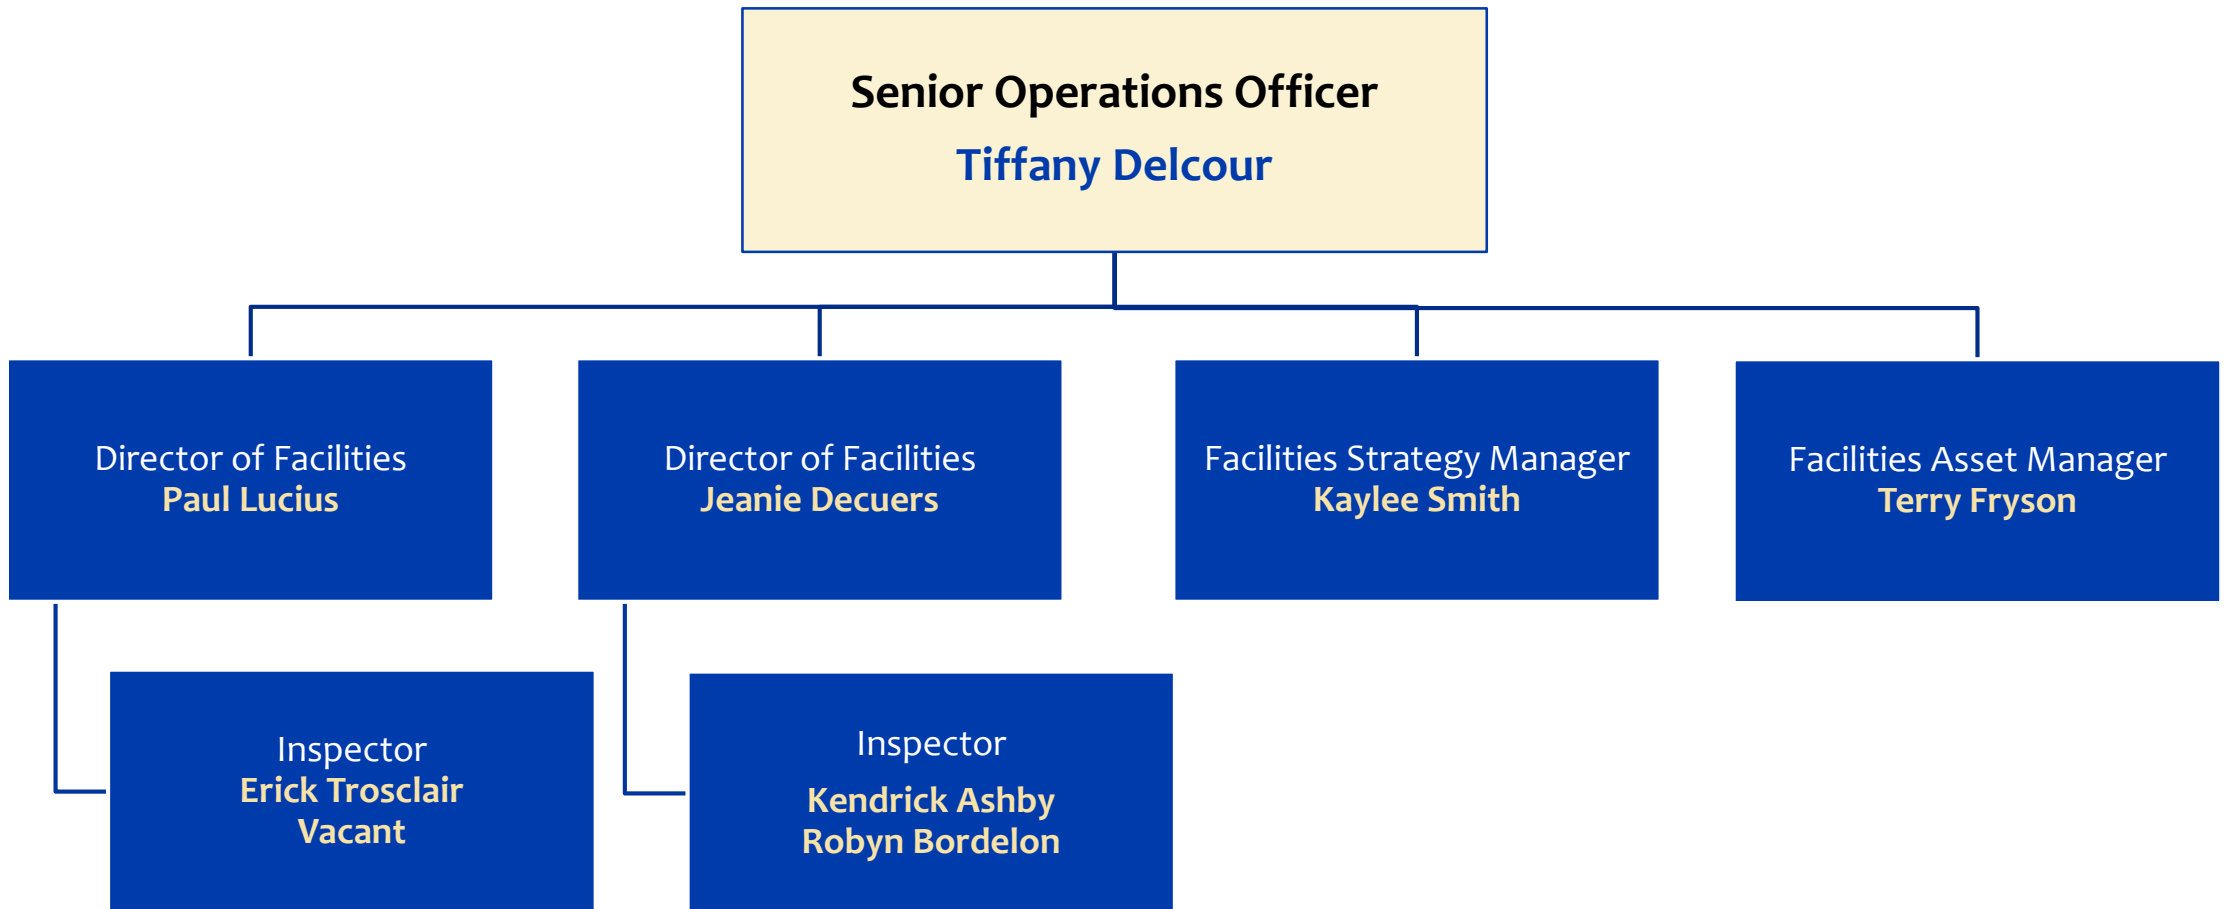 Senior Operations Officer
Tiffany Delcour
Director of Facilities
Paul Lucius
Director of Facilities
Jeanie Decuers
Facilities Strategy Manager
Kaylee Smith
Facilities Asset Manager
Terry Fryson
Inspector
Erick Trosclair
Vacant
Inspector
Kendrick Ashby
Robyn Bordelon